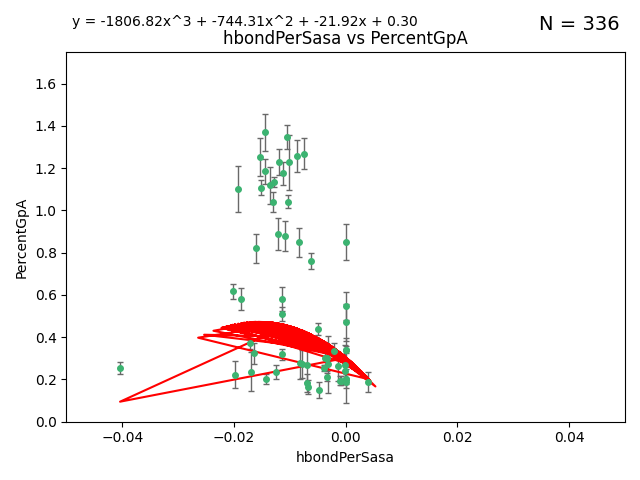 y = -1806.82x^3 + -744.31x^2 + -21.92x + 0.30
N = 336
hbondPerSasa vs PercentGpA
1.6
1.4
1.2
1.0
0.8
0.6
0.4
0.2
0.0
PercentGpA
−0.04
−0.02
0.00
0.02
0.04
hbondPerSasa